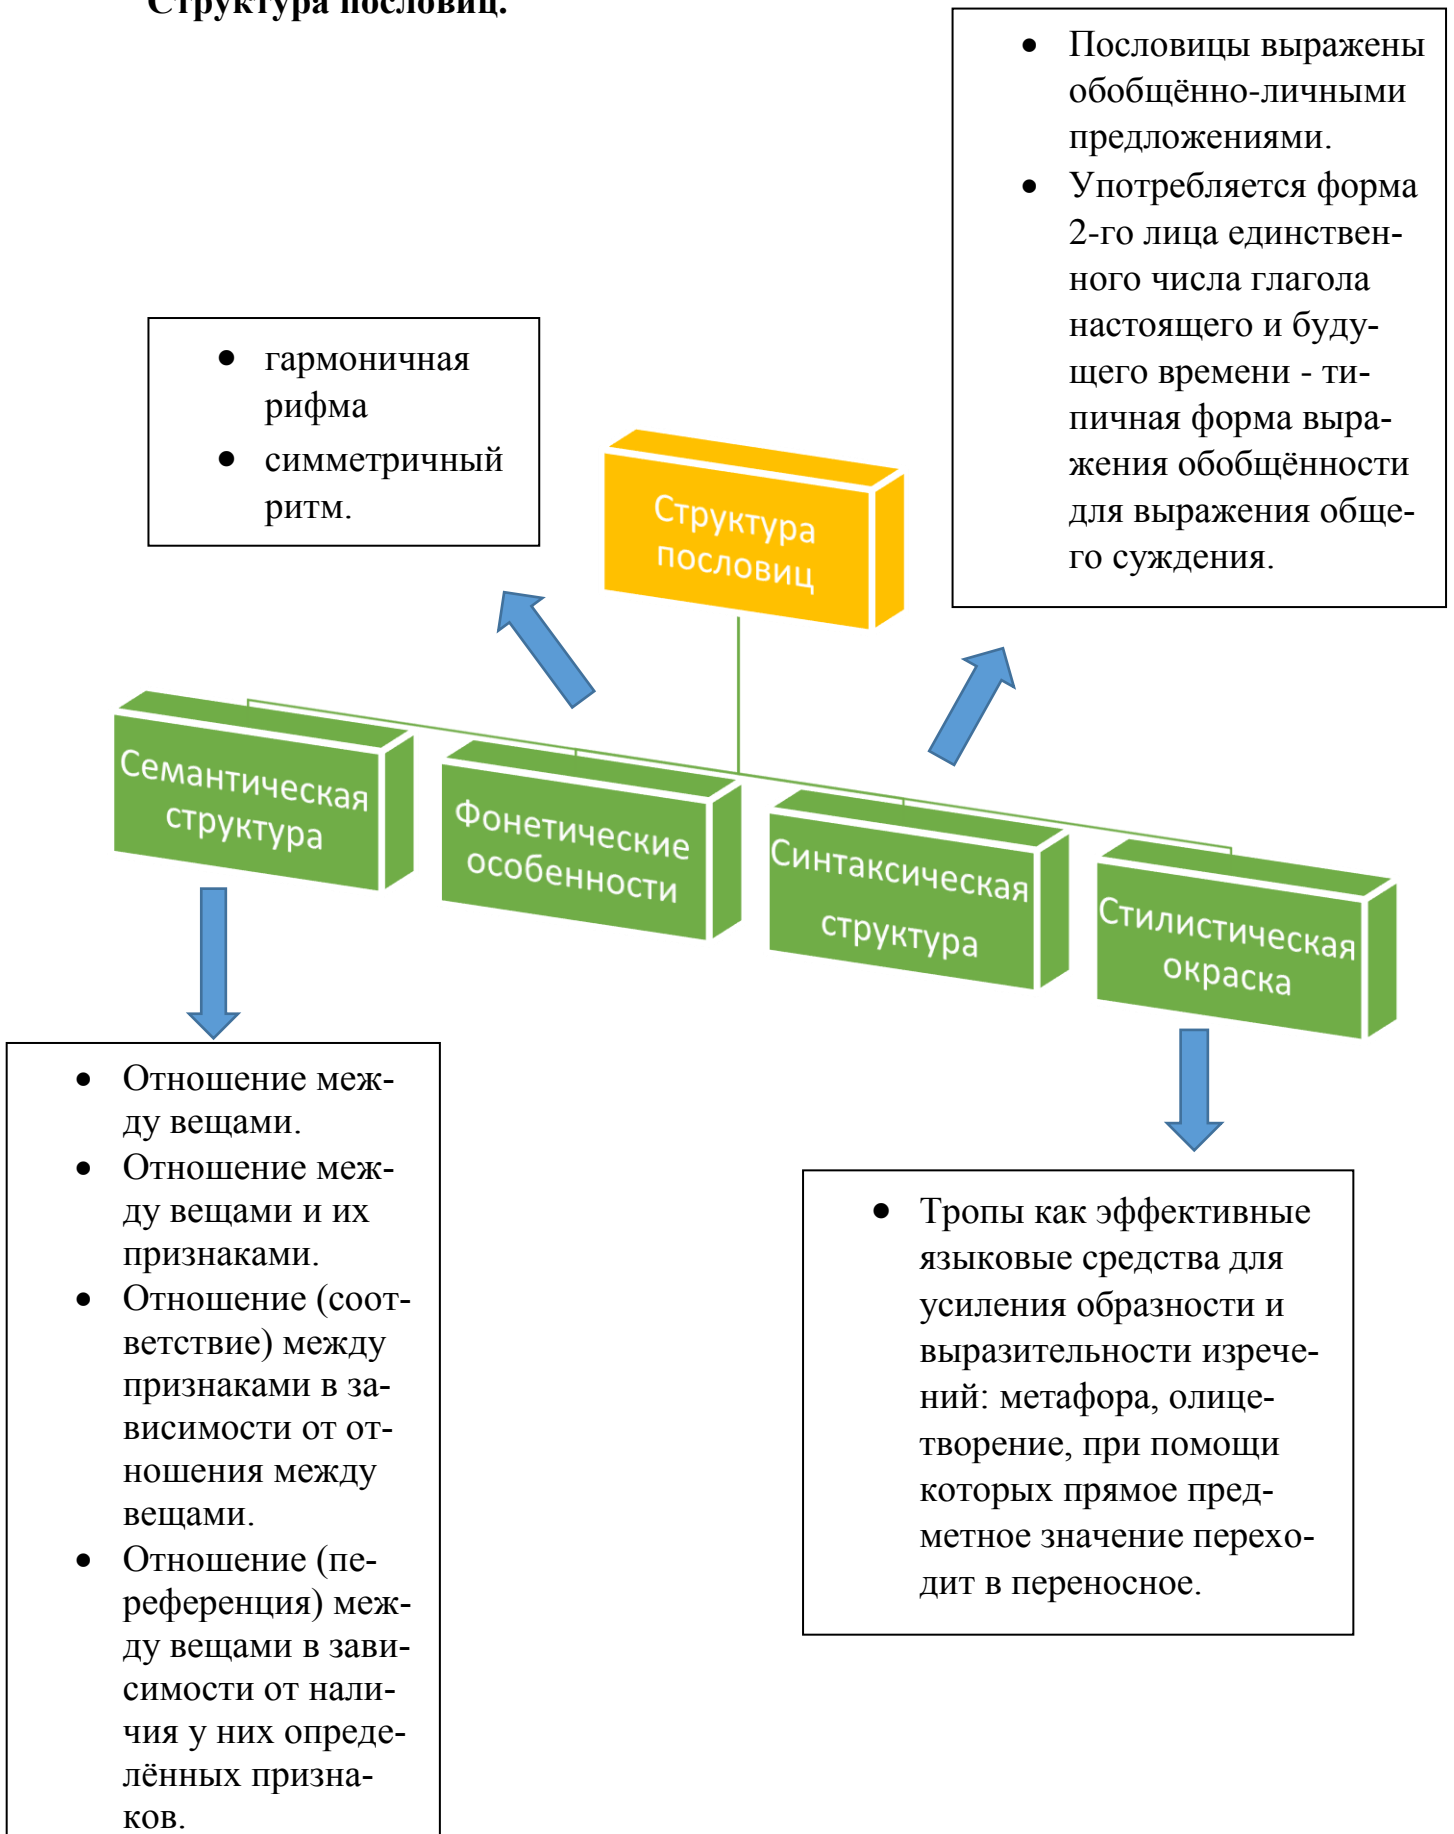 Структура пословиц.
• Пословицы выражены
обобщённо-личными
предложениями.
• Употребляется форма
2-го лица единствен-
ного числа глагола
настоящего и буду-
щего времени - ти-
пичная форма выра-
жения обобщённости
для выражения обще-
го суждения.
• гармоничная
рифма
• симметричный
ритм.
Структура
пословиц
Семантическая
структура
Фонетические
особенности
Синтаксическая
структура
Стилистическая
окраска
• Отношение меж-
ду вещами.
• Отношение меж-
ду вещами и их
признаками.
• Отношение (соот-
ветствие) между
признаками в за-
висимости от от-
ношения между
вещами.
• Отношение (пе-
референция) меж-
ду вещами в зави-
симости от нали-
чия у них опреде-
лённых призна-
ков.
• Тропы как эффективные
языковые средства для
усиления образности и
выразительности изрече-
ний: метафора, олице-
творение, при помощи
которых прямое пред-
метное значение перехо-
дит в переносное.